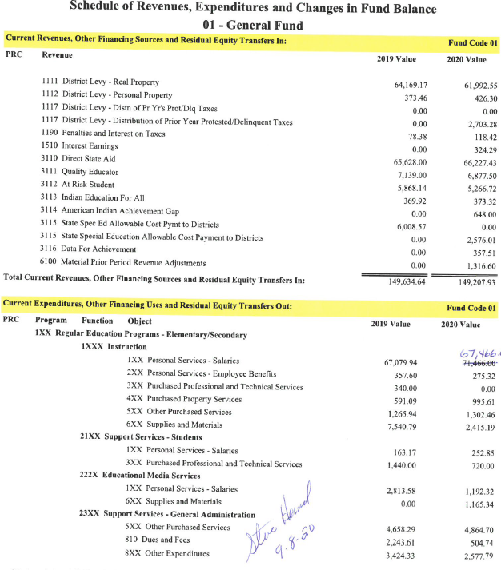 Schedule of Revenues, Expenditures and Changes in Fund Balance
01 - General Fund
Current Revenues, Other Financing Sources and Residual Equity Transfers In: Fund Code 01
PRC Revenue 2019 Value 2020 Value
1111 District Levy - Real Property 64,169.17 61,992.55
1112 District Levy - Personal Property 373.46 426.30
1117 District Levy - Distn of Pr Yr's Prot/Dlq Taxes 0.00 0.00
1117 District Levy - Distribution of Prior Year Protested/Delinquent Taxes 0.00 2,703.28
1190 Penalties and Interest on Taxes 78.38 118.42
1510 Interest Earnings 0.00 324.29
3110 Direct State Aid 65,628.00 66,227.43
3111 Quality Educator 7,139.00 6,877.50
3112 At Risk Student 5,868.14 5,266.72
3113 Indian Education For All 369.92 373.32
3114 American Indian Achievement Gap 0.00 648.00
3115 State Spec Ed Allowable Cost Pymt to Districts 6,008.57 0.00
3115 State Special Education Allowable Cost Payment to Districts 0.00 2,576.01
3116 Data For Achievement 0.00 357.51
6100 Material Prior Period Revenue Adjustments 0.00 1,316.60
Total Current Revenues, Other Financing Sources and Residual Equity Transfers In: 149,634.64 149,207.93
Current Expenditures, Other Financing Uses and Residual Equity Transfers Out: Fund Code 01
PRC Program Function Object 2019 Value 2020 Value
1XX Regular Education Programs - Elementary/Secondary
1XXX Instruction 67,466
1XX Personal Services - Salaries 67,079.94 71,466.00
2XX Personal Services - Employee Benefits 357.60 275.32
3XX Purchased Professional and Technical Services 340.00 0.00
4XX Purchased Property Services 591.09 995.61
5XX Other Purchased Services 1,265.94 1,302.46
6XX Supplies and Materials 7,540.79 2,415.19
21XX Support Services - Students
1XX Personal Services - Salaries 163.17 252.85
3XX Purchased Professional and Technical Services 1,440.00 720.00
222X Educational Media Services
1XX Personal Services - Salaries 2,813.58 1,192.32
6XX Supplies and Materials 0.00 1,165.34
23XX Support Services - General Administration
5XX Other Purchased Services 4,658.29 4,864.70
810 Dues and Fees 2,243.61 504.74
8XX Other Expenditures 3,424.33 2,577.79
Steve
9-8-20